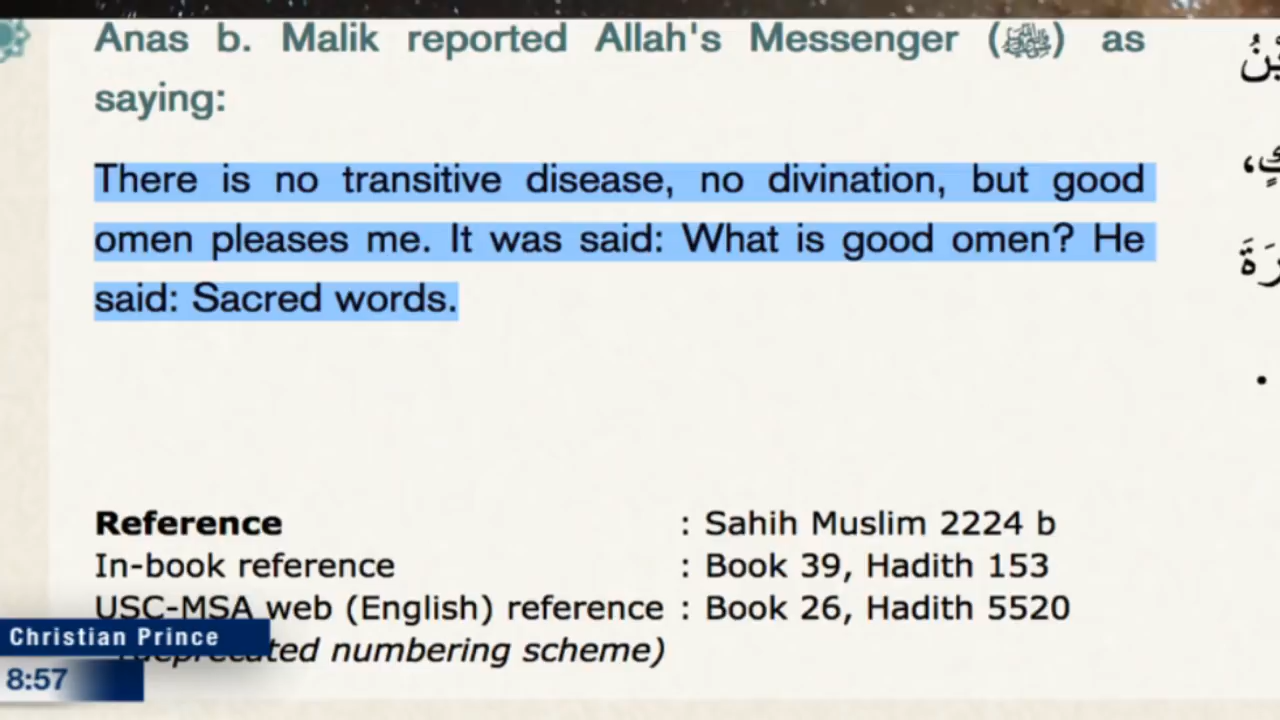 Anas b. Malik reported Allah's Messenger (ﷺ) as
saying:
There is no transitive disease, no divination, but good
omen pleases me. It was said: What is good omen? He
said: Sacred words.
Reference : Sahih Muslim 2224 b
In-book reference : Book 39, Hadith 153
USC-MSA web (English) reference : Book 26, Hadith 5520
(deprecated numbering scheme)
Christian Prince
8:57